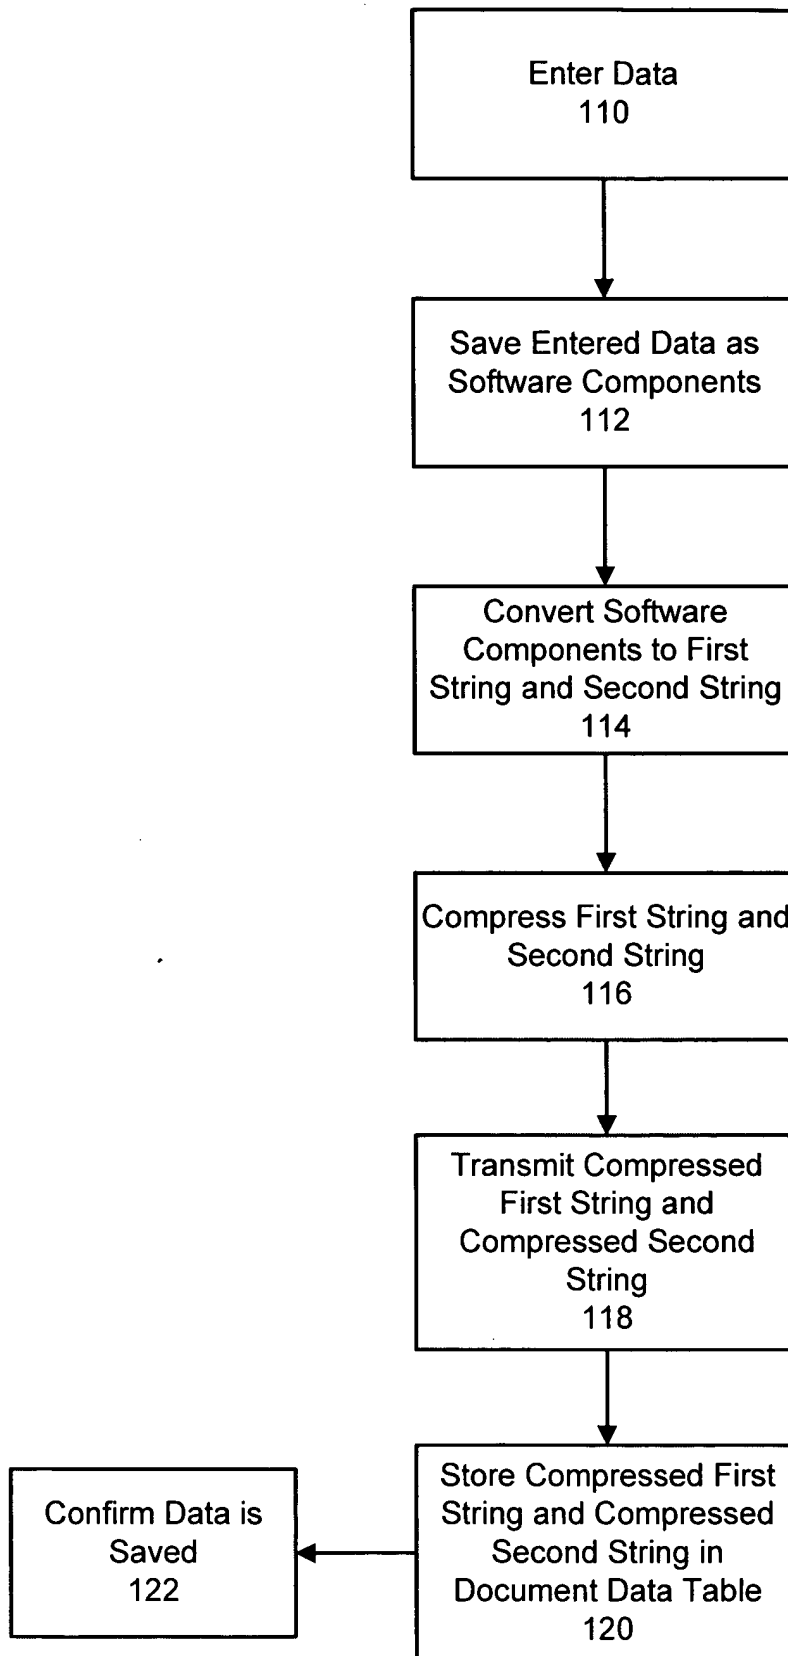 Enter Data
110
Save Entered Data as
Software Components
112
Convert Software
Components to First
String and Second String
114
Compress First String and
Second String
116
Transmit Compressed
First String and
Compressed Second
String
118
Store Compressed First
String and Compressed
Second String in
Document Data Table
120
Confirm Data is
Saved
122